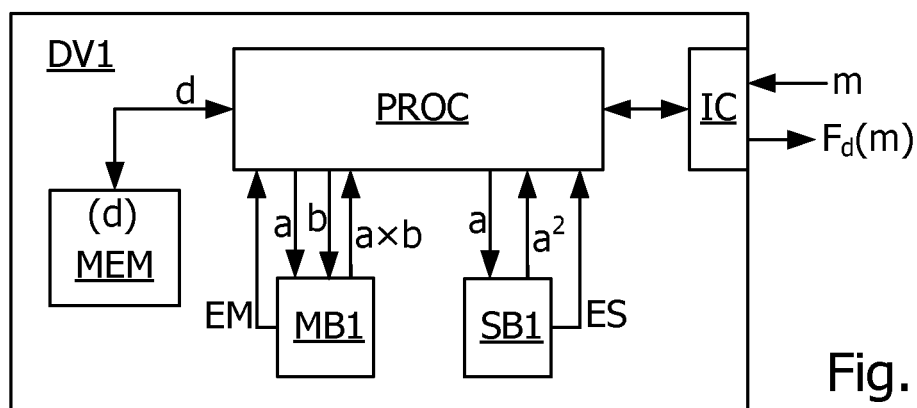 DV1
d
PROC
IC
m
F_d(m)
(d)
MEM
a
b
a×b
a
a²
EM
MB1
SB1
ES
Fig.